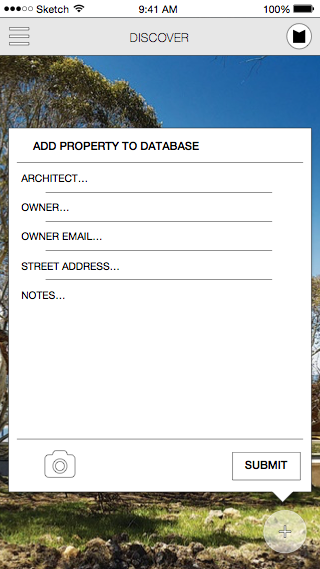 Sketch 9:41 AM 100%
DISCOVER
ADD PROPERTY TO DATABASE
ARCHITECT...
OWNER...
OWNER EMAIL...
STREET ADDRESS...
NOTES...
SUBMIT